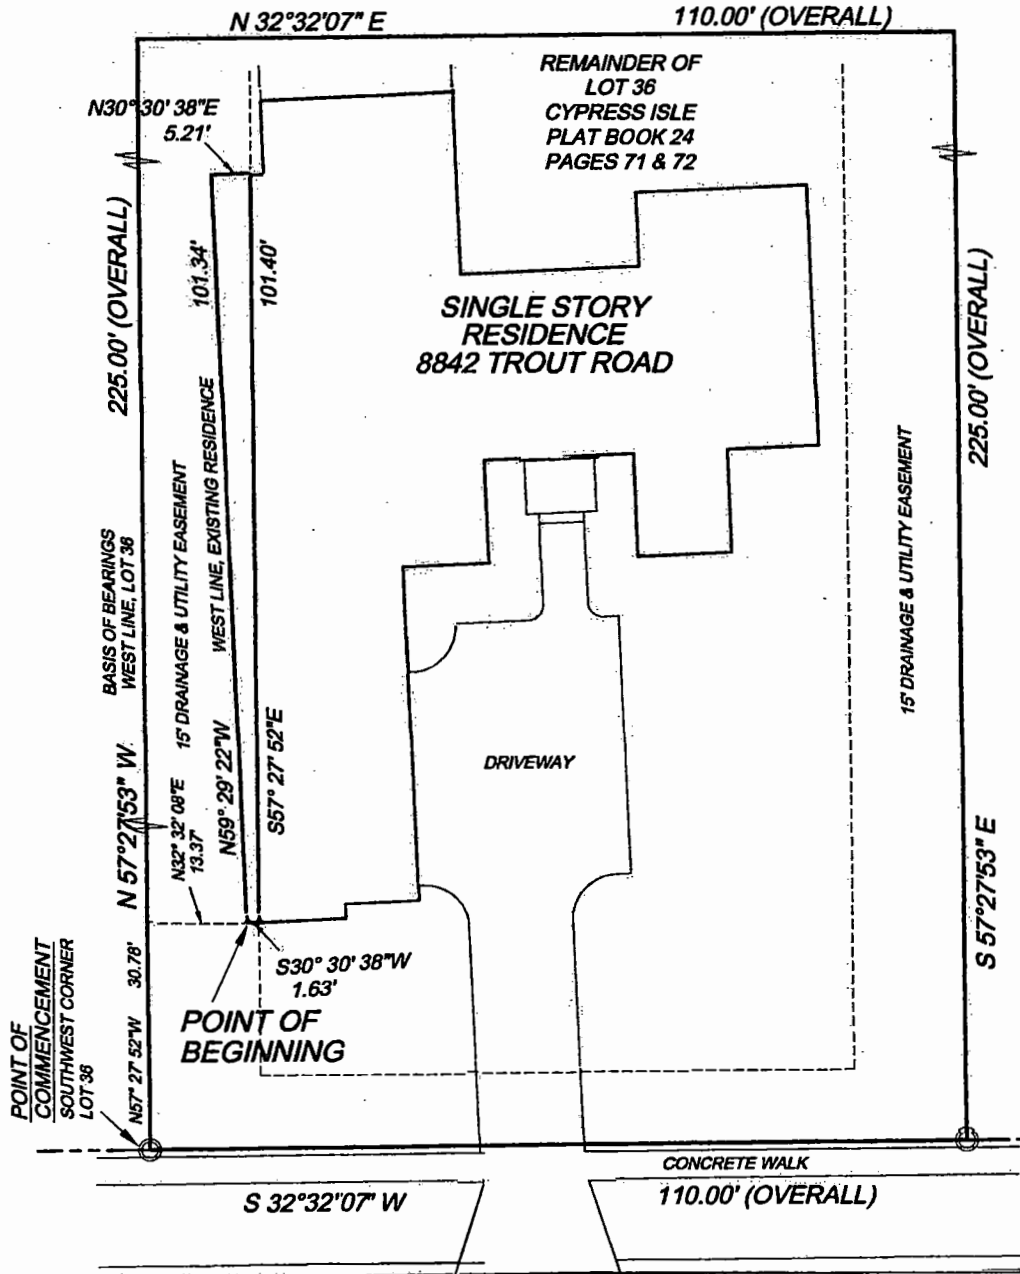 N 32°32'07" E
110.00' (OVERALL)
REMAINDER OF
LOT 36
CYPRESS ISLE
PLAT BOOK 24
PAGES 71 & 72
N30° 30' 38"E
5.21'
225.00' (OVERALL)
101.34'
101.40'
SINGLE STORY
RESIDENCE
8842 TROUT ROAD
225.00' (OVERALL)
BASIS OF BEARINGS
WEST LINE, LOT 36
15' DRAINAGE & UTILITY EASEMENT
WEST LINE, EXISTING RESIDENCE
15' DRAINAGE & UTILITY EASEMENT
N 57°27'53" W
N32° 32' 08"E
13.37'
N59° 29' 22"W
S57° 27' 52"E
DRIVEWAY
S 57°27'53" E
S30° 30' 38"W
1.63'
POINT OF
BEGINNING
POINT OF
COMMENCEMENT
SOUTHWEST CORNER
LOT 36
N57° 27' 52"W 30.78'
CONCRETE WALK
S 32°32'07" W
110.00' (OVERALL)